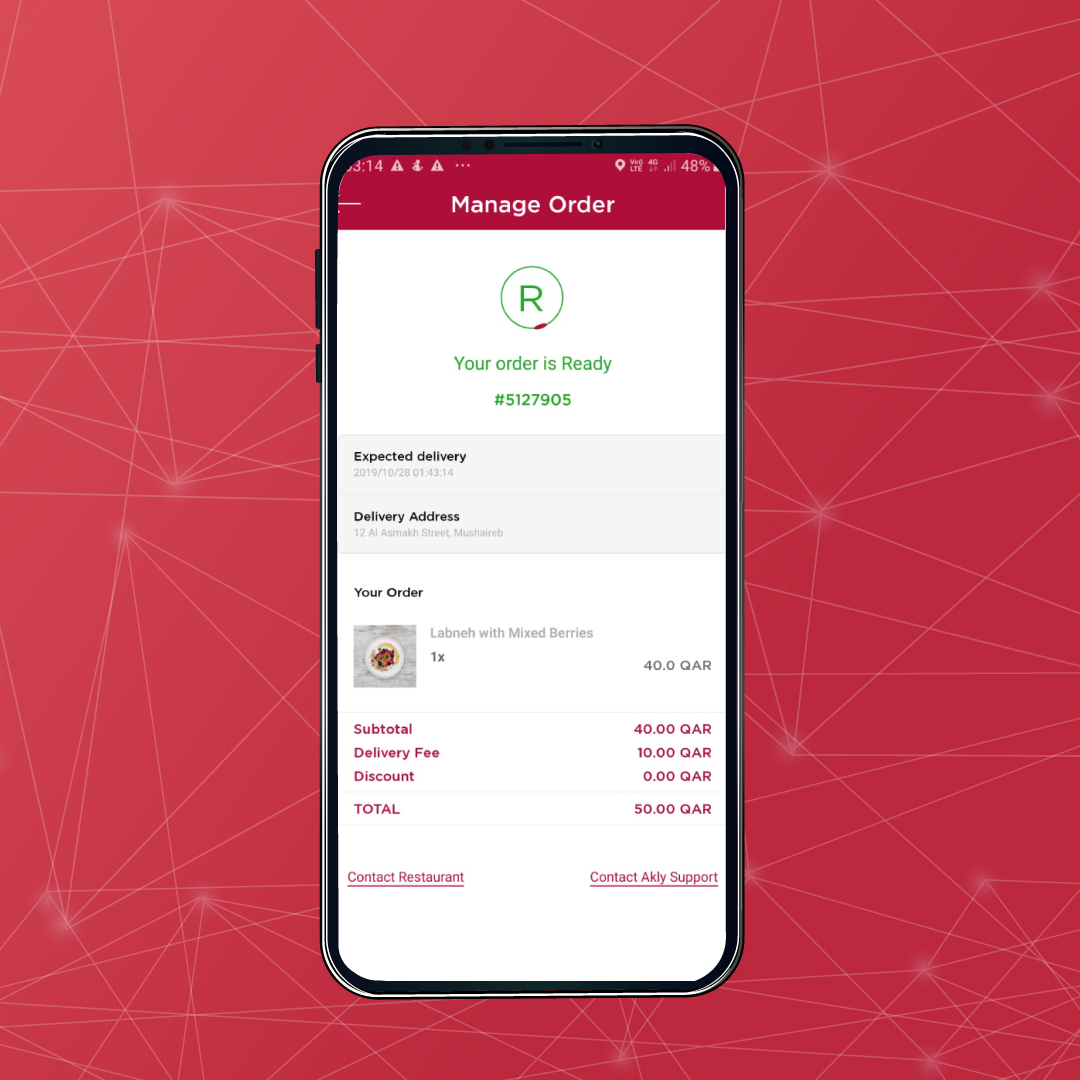 3:14 VoD 4G 48%
LTE
Manage Order
R
Your order is Ready
#5127905
Expected delivery
2019/10/28 01:43:14
Delivery Address
12 Al Asmakh Street, Mushaireb
Your Order
Labneh with Mixed Berries
1x
40.0 QAR
Subtotal 40.00 QAR
Delivery Fee 10.00 QAR
Discount 0.00 QAR
TOTAL 50.00 QAR
Contact Restaurant Contact Akly Support